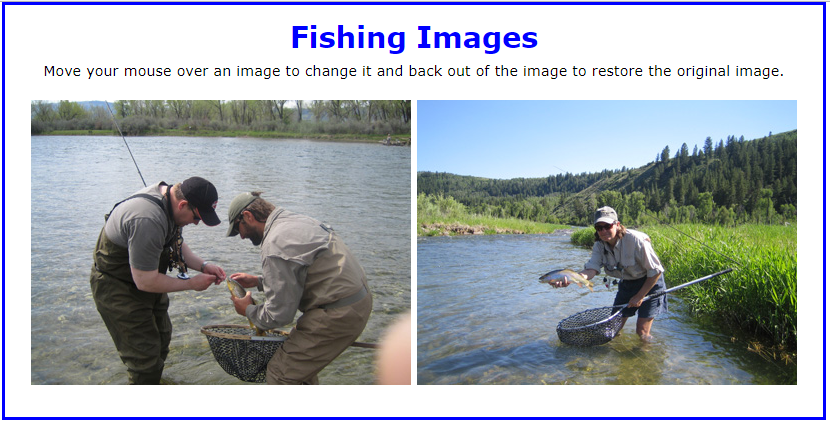 Fishing Images
Move your mouse over an image to change it and back out of the image to restore the original image.